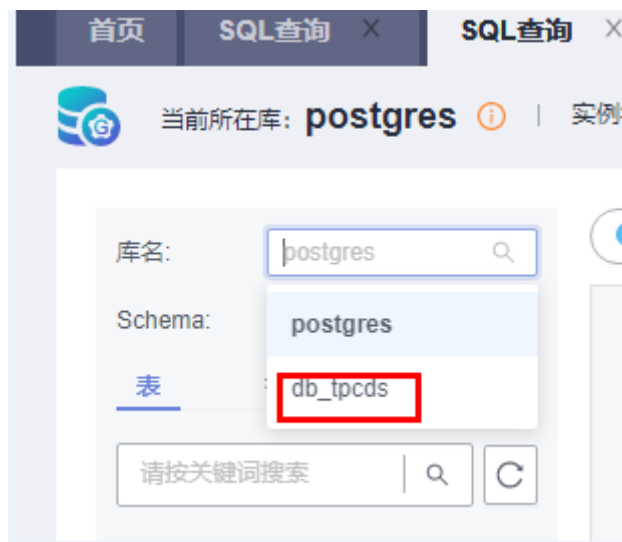 首页 SQL查询 × SQL查询 ×
当前所在库: postgres 实例
库名: postgres
Schema: postgres
表 db_tpcds
请按关键词搜索